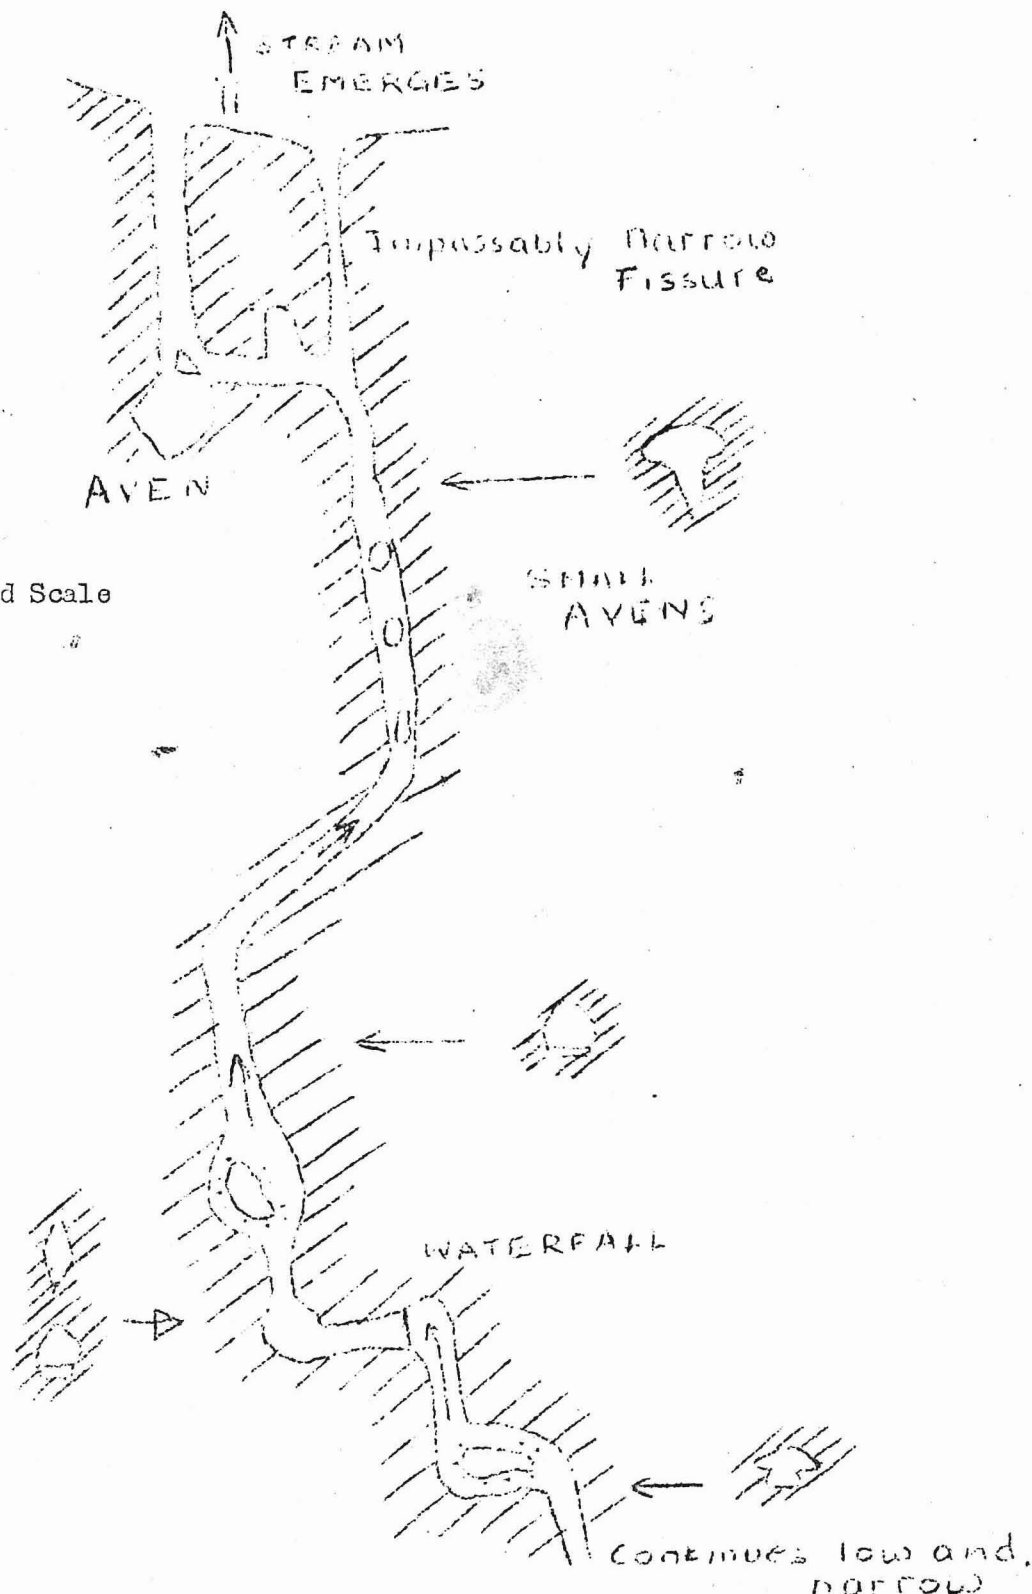 STREAM
EMERGES
Impassably Narrow
Fissure
AVEN
d Scale
SMALL
AVENS
WATERFALL
Continues low and
narrow